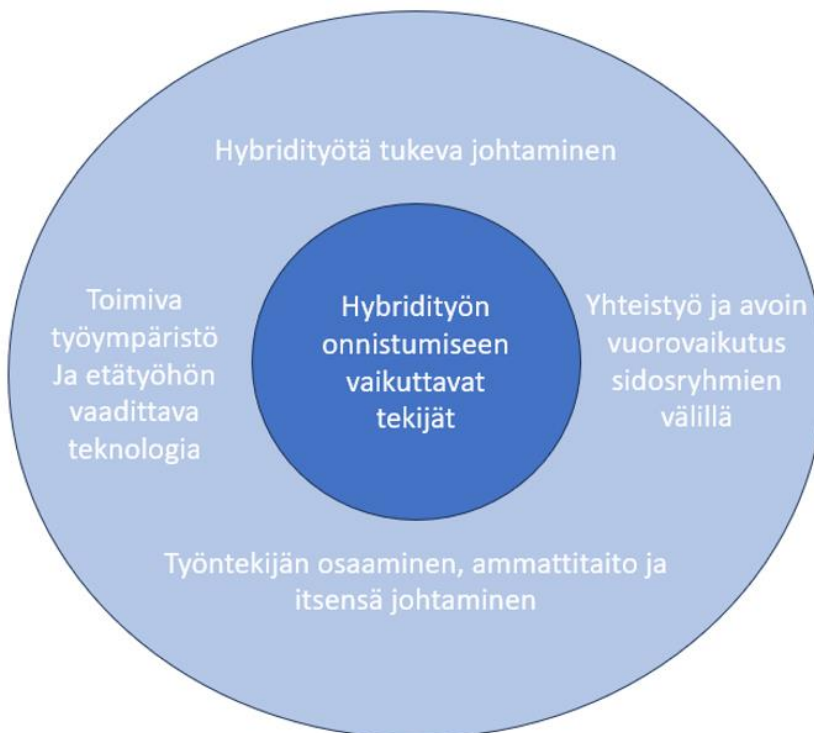 Hybridityötä tukeva johtaminen
Toimiva
työympäristö
Ja etätyöhön
vaadittava
teknologia
Hybridityön
onnistumiseen
vaikuttavat
tekijät
Yhteistyö ja avoin
vuorovaikutus
sidosryhmien
välillä
Työntekijän osaaminen, ammattitaito ja
itsensä johtaminen